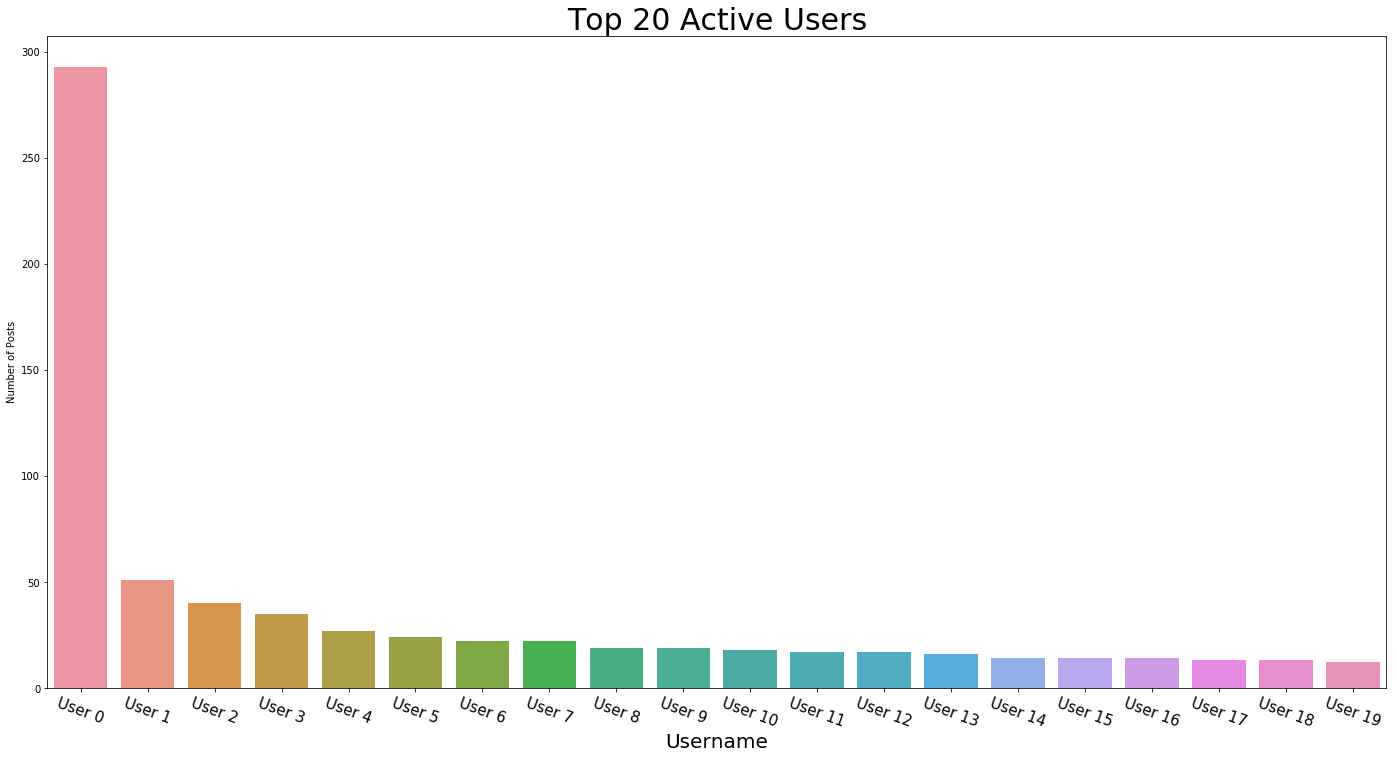 Top 20 Active Users
Number of Posts
300
250
200
150
100
50
0
User 0
User 1
User 2
User 3
User 4
User 5
User 6
User 7
User 8
User 9
User 10
User 11
User 12
User 13
User 14
User 15
User 16
User 17
User 18
User 19
Username